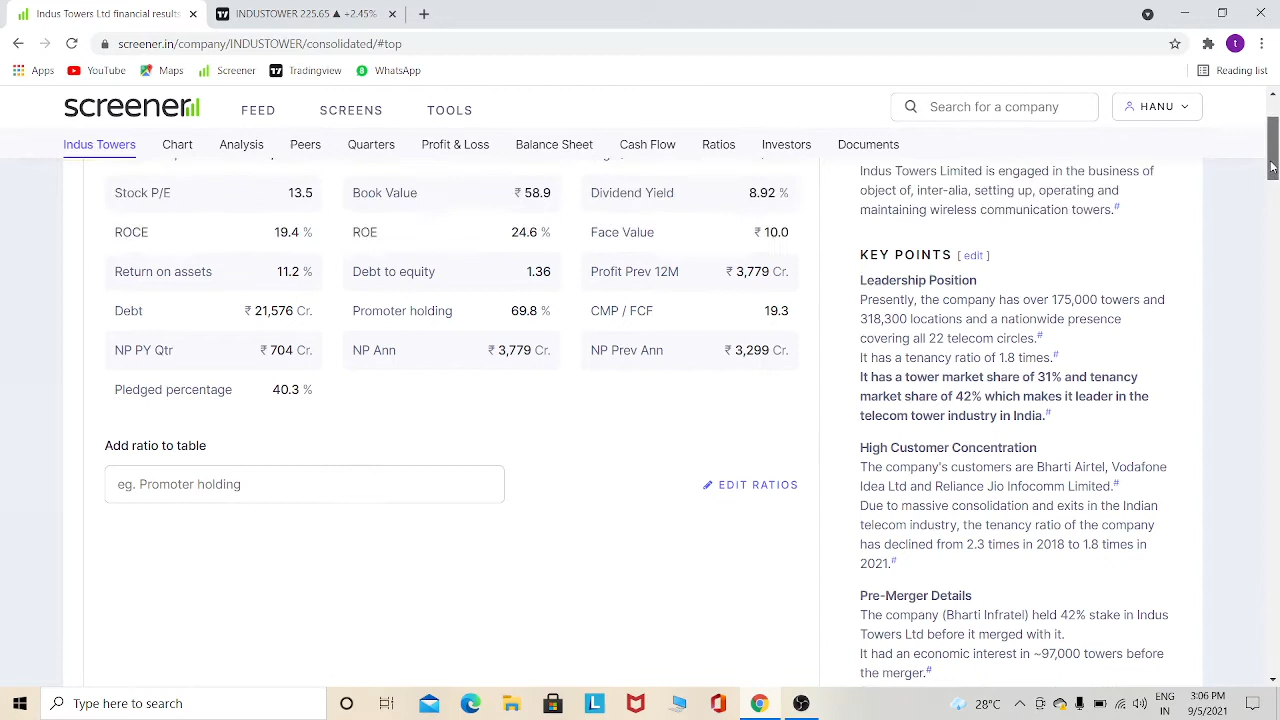 Indus Towers Ltd financial results
INDUSTOWER 225.65 ▲ +2.45%
screener.in/company/INDUSTOWER/consolidated/#top
t
Apps
YouTube
Maps
Screener
Tradingview
WhatsApp
Reading list
screener
FEED
SCREENS
TOOLS
Search for a company
HANU
Indus Towers
Chart
Analysis
Peers
Quarters
Profit & Loss
Balance Sheet
Cash Flow
Ratios
Investors
Documents
Stock P/E 13.5
Book Value ₹ 58.9
Dividend Yield 8.92 %
ROCE 19.4 %
ROE 24.6 %
Face Value ₹ 10.0
Return on assets 11.2 %
Debt to equity 1.36
Profit Prev 12M ₹ 3,779 Cr.
Debt ₹ 21,576 Cr.
Promoter holding 69.8 %
CMP / FCF 19.3
NP PY Qtr ₹ 704 Cr.
NP Ann ₹ 3,779 Cr.
NP Prev Ann ₹ 3,299 Cr.
Pledged percentage 40.3 %
Add ratio to table
eg. Promoter holding
EDIT RATIOS
Indus Towers Limited is engaged in the business of
object of, inter-alia, setting up, operating and
maintaining wireless communication towers.#
KEY POINTS [ edit ]
Leadership Position
Presently, the company has over 175,000 towers and
318,300 locations and a nationwide presence
covering all 22 telecom circles.#
It has a tenancy ratio of 1.8 times.#
It has a tower market share of 31% and tenancy
market share of 42% which makes it leader in the
telecom tower industry in India.#
High Customer Concentration
The company's customers are Bharti Airtel, Vodafone
Idea Ltd and Reliance Jio Infocomm Limited.#
Due to massive consolidation and exits in the Indian
telecom industry, the tenancy ratio of the company
has declined from 2.3 times in 2018 to 1.8 times in
2021.#
Pre-Merger Details
The company (Bharti Infratel) held 42% stake in Indus
Towers Ltd before it merged with it.
It had an economic interest in ~97,000 towers before
the merger.#
Type here to search
L
28°C
ENG
IN
3:06 PM
9/5/2021